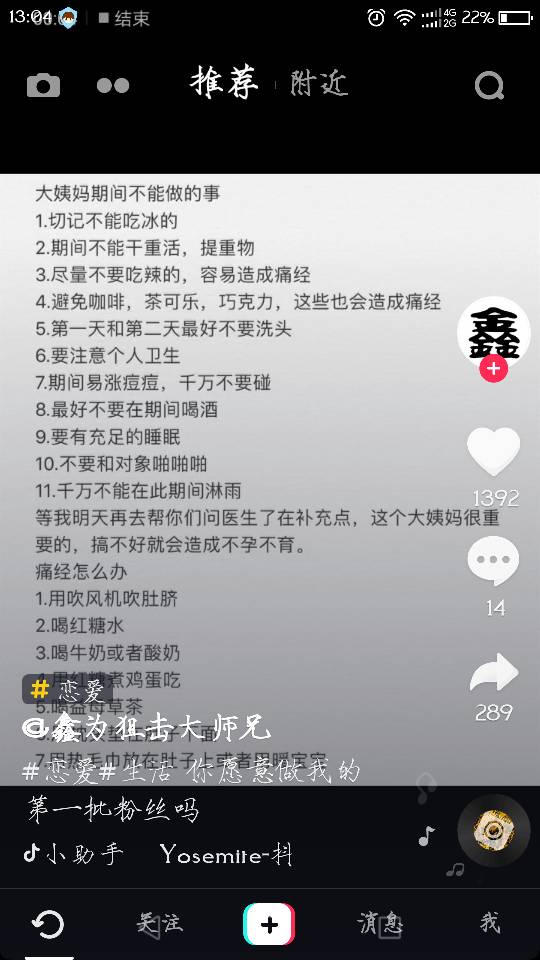 13:04
结束
4G
2G
22%
推荐
附近
大姨妈期间不能做的事
1.切记不能吃冰的
2.期间不能干重活，提重物
3.尽量不要吃辣的，容易造成痛经
4.避免咖啡，茶可乐，巧克力，这些也会造成痛经
5.第一天和第二天最好不要洗头
6.要注意个人卫生
7.期间易涨痘痘，千万不要碰
8.最好不要在期间喝酒
9.要有充足的睡眠
10.不要和对象啪啪啪
11.千万不能在此期间淋雨
等我明天再去帮你们问医生了在补充点，这个大姨妈很重
要的，搞不好就会造成不孕不育。
痛经怎么办
1.用吹风机吹肚脐
2.喝红糖水
3.喝牛奶或者酸奶
4.用红糖煮鸡蛋吃
5.喝益母草茶
7.用热毛巾放在肚子上或者用暖宝宝
鑫
1392
14
289
# 恋爱
@鑫为狙击大师兄
#恋爱#生活 你愿意做我的
第一批粉丝吗
小助手 Yosemite-抖
关注
消息
我